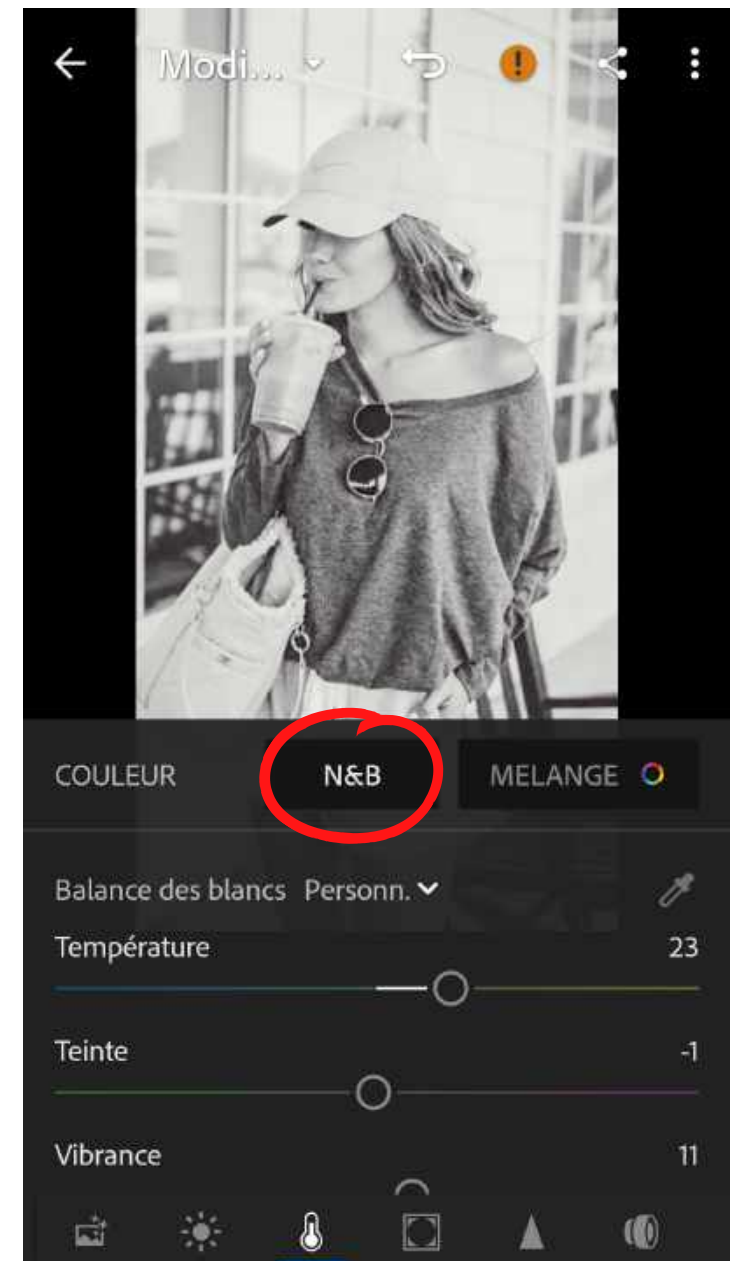 Modi...
COULEUR N&B MELANGE
Balance des blancs Personn.
Température 23
Teinte -1
Vibrance 11